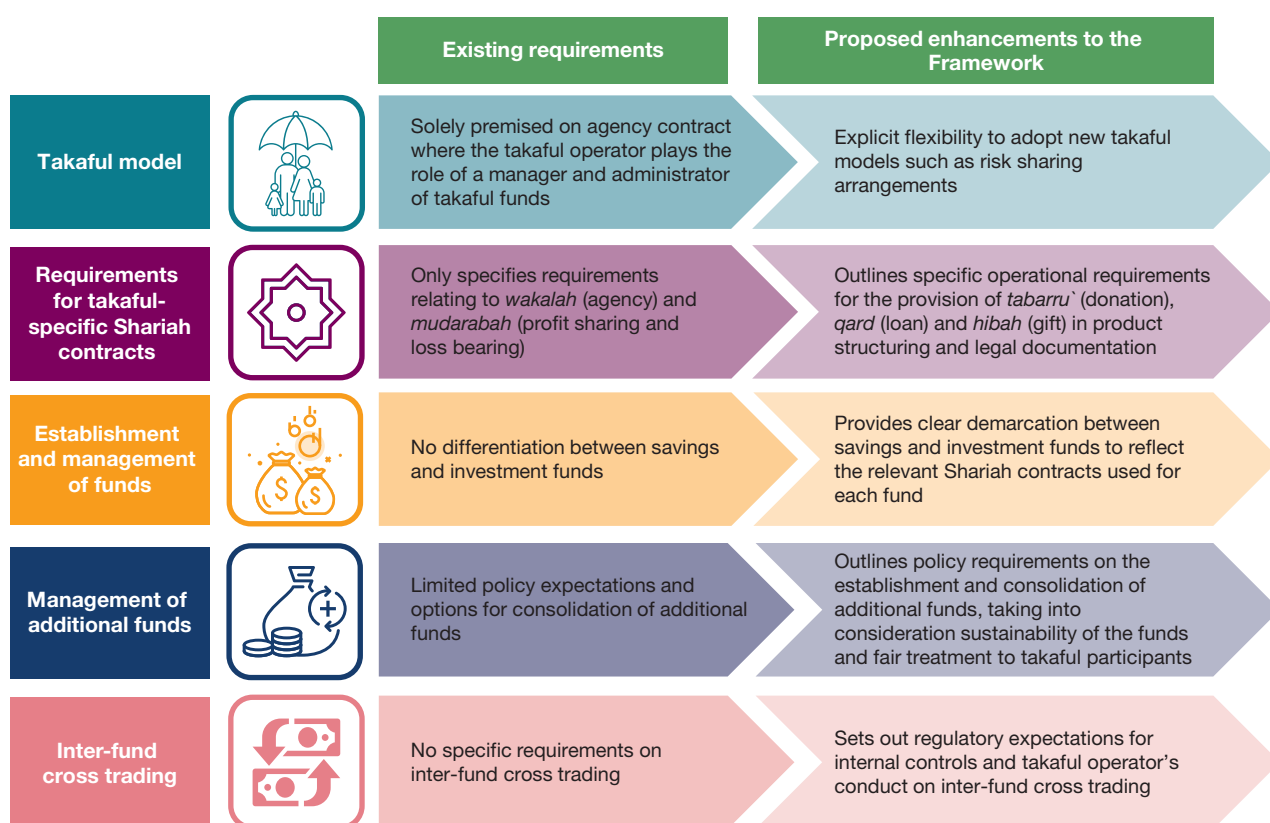 Existing requirements
Proposed enhancements to the
Framework
Takaful model
Solely premised on agency contract
where the takaful operator plays the
role of a manager and administrator
of takaful funds
Explicit flexibility to adopt new takaful
models such as risk sharing
arrangements
Requirements
for takaful-
specific Shariah
contracts
Only specifies requirements
relating to wakalah (agency) and
mudarabah (profit sharing and
loss bearing)
Outlines specific operational requirements
for the provision of tabarru` (donation),
qard (loan) and hibah (gift) in product
structuring and legal documentation
Establishment
and management
of funds
$
$
No differentiation between savings
and investment funds
Provides clear demarcation between
savings and investment funds to reflect
the relevant Shariah contracts used for
each fund
Management of
additional funds
Limited policy expectations and
options for consolidation of additional
funds
Outlines policy requirements on the
establishment and consolidation of
additional funds, taking into
consideration sustainability of the funds
and fair treatment to takaful participants
Inter-fund
cross trading
No specific requirements on
inter-fund cross trading
Sets out regulatory expectations for
internal controls and takaful operator’s
conduct on inter-fund cross trading